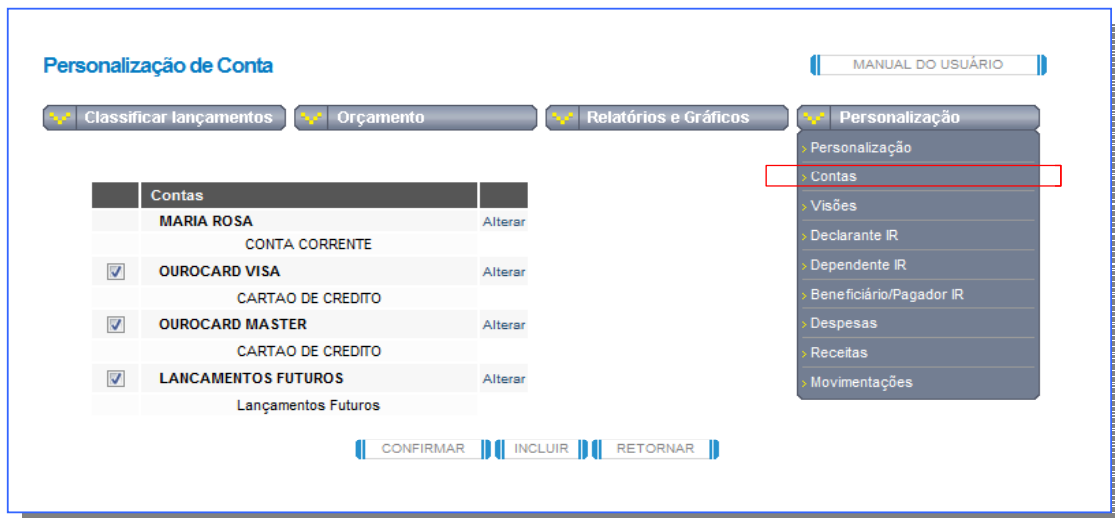 Personalização de Conta
MANUAL DO USUÁRIO
Classificar lançamentos
Orçamento
Relatórios e Gráficos
Personalização
Personalização
Contas
Visões
Declarante IR
Dependente IR
Beneficiário/Pagador IR
Despesas
Receitas
Movimentações
Contas
MARIA ROSA Alterar
CONTA CORRENTE
OUROCARD VISA Alterar
CARTAO DE CREDITO
OUROCARD MASTER Alterar
CARTAO DE CREDITO
LANCAMENTOS FUTUROS Alterar
Lançamentos Futuros
CONFIRMAR INCLUIR RETORNAR